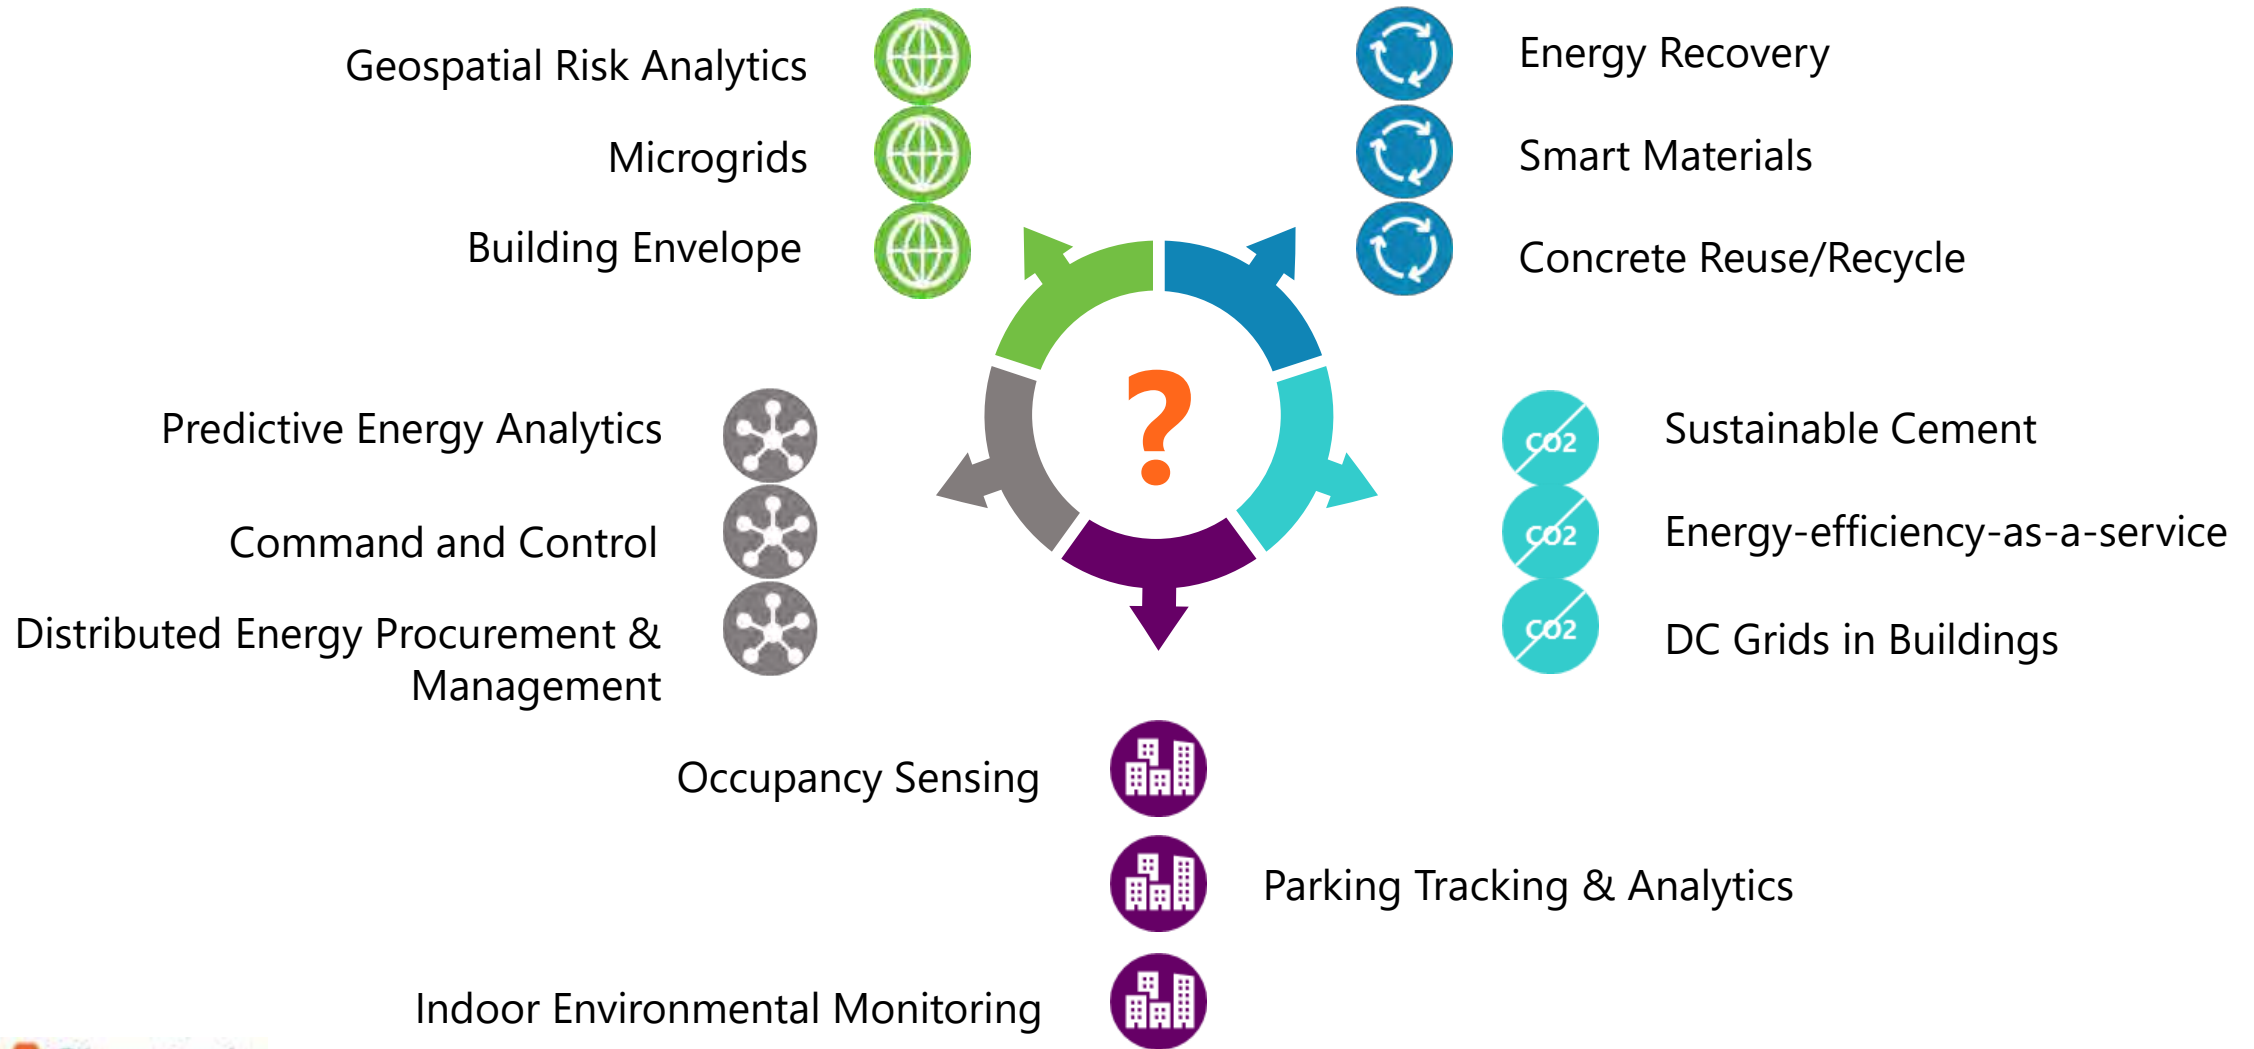 Geospatial Risk Analytics
Microgrids
Building Envelope
Energy Recovery
Smart Materials
Concrete Reuse/Recycle
?
Predictive Energy Analytics
Command and Control
Distributed Energy Procurement &
Management
CO2
Sustainable Cement
CO2
Energy-efficiency-as-a-service
CO2
DC Grids in Buildings
Occupancy Sensing
Parking Tracking & Analytics
Indoor Environmental Monitoring